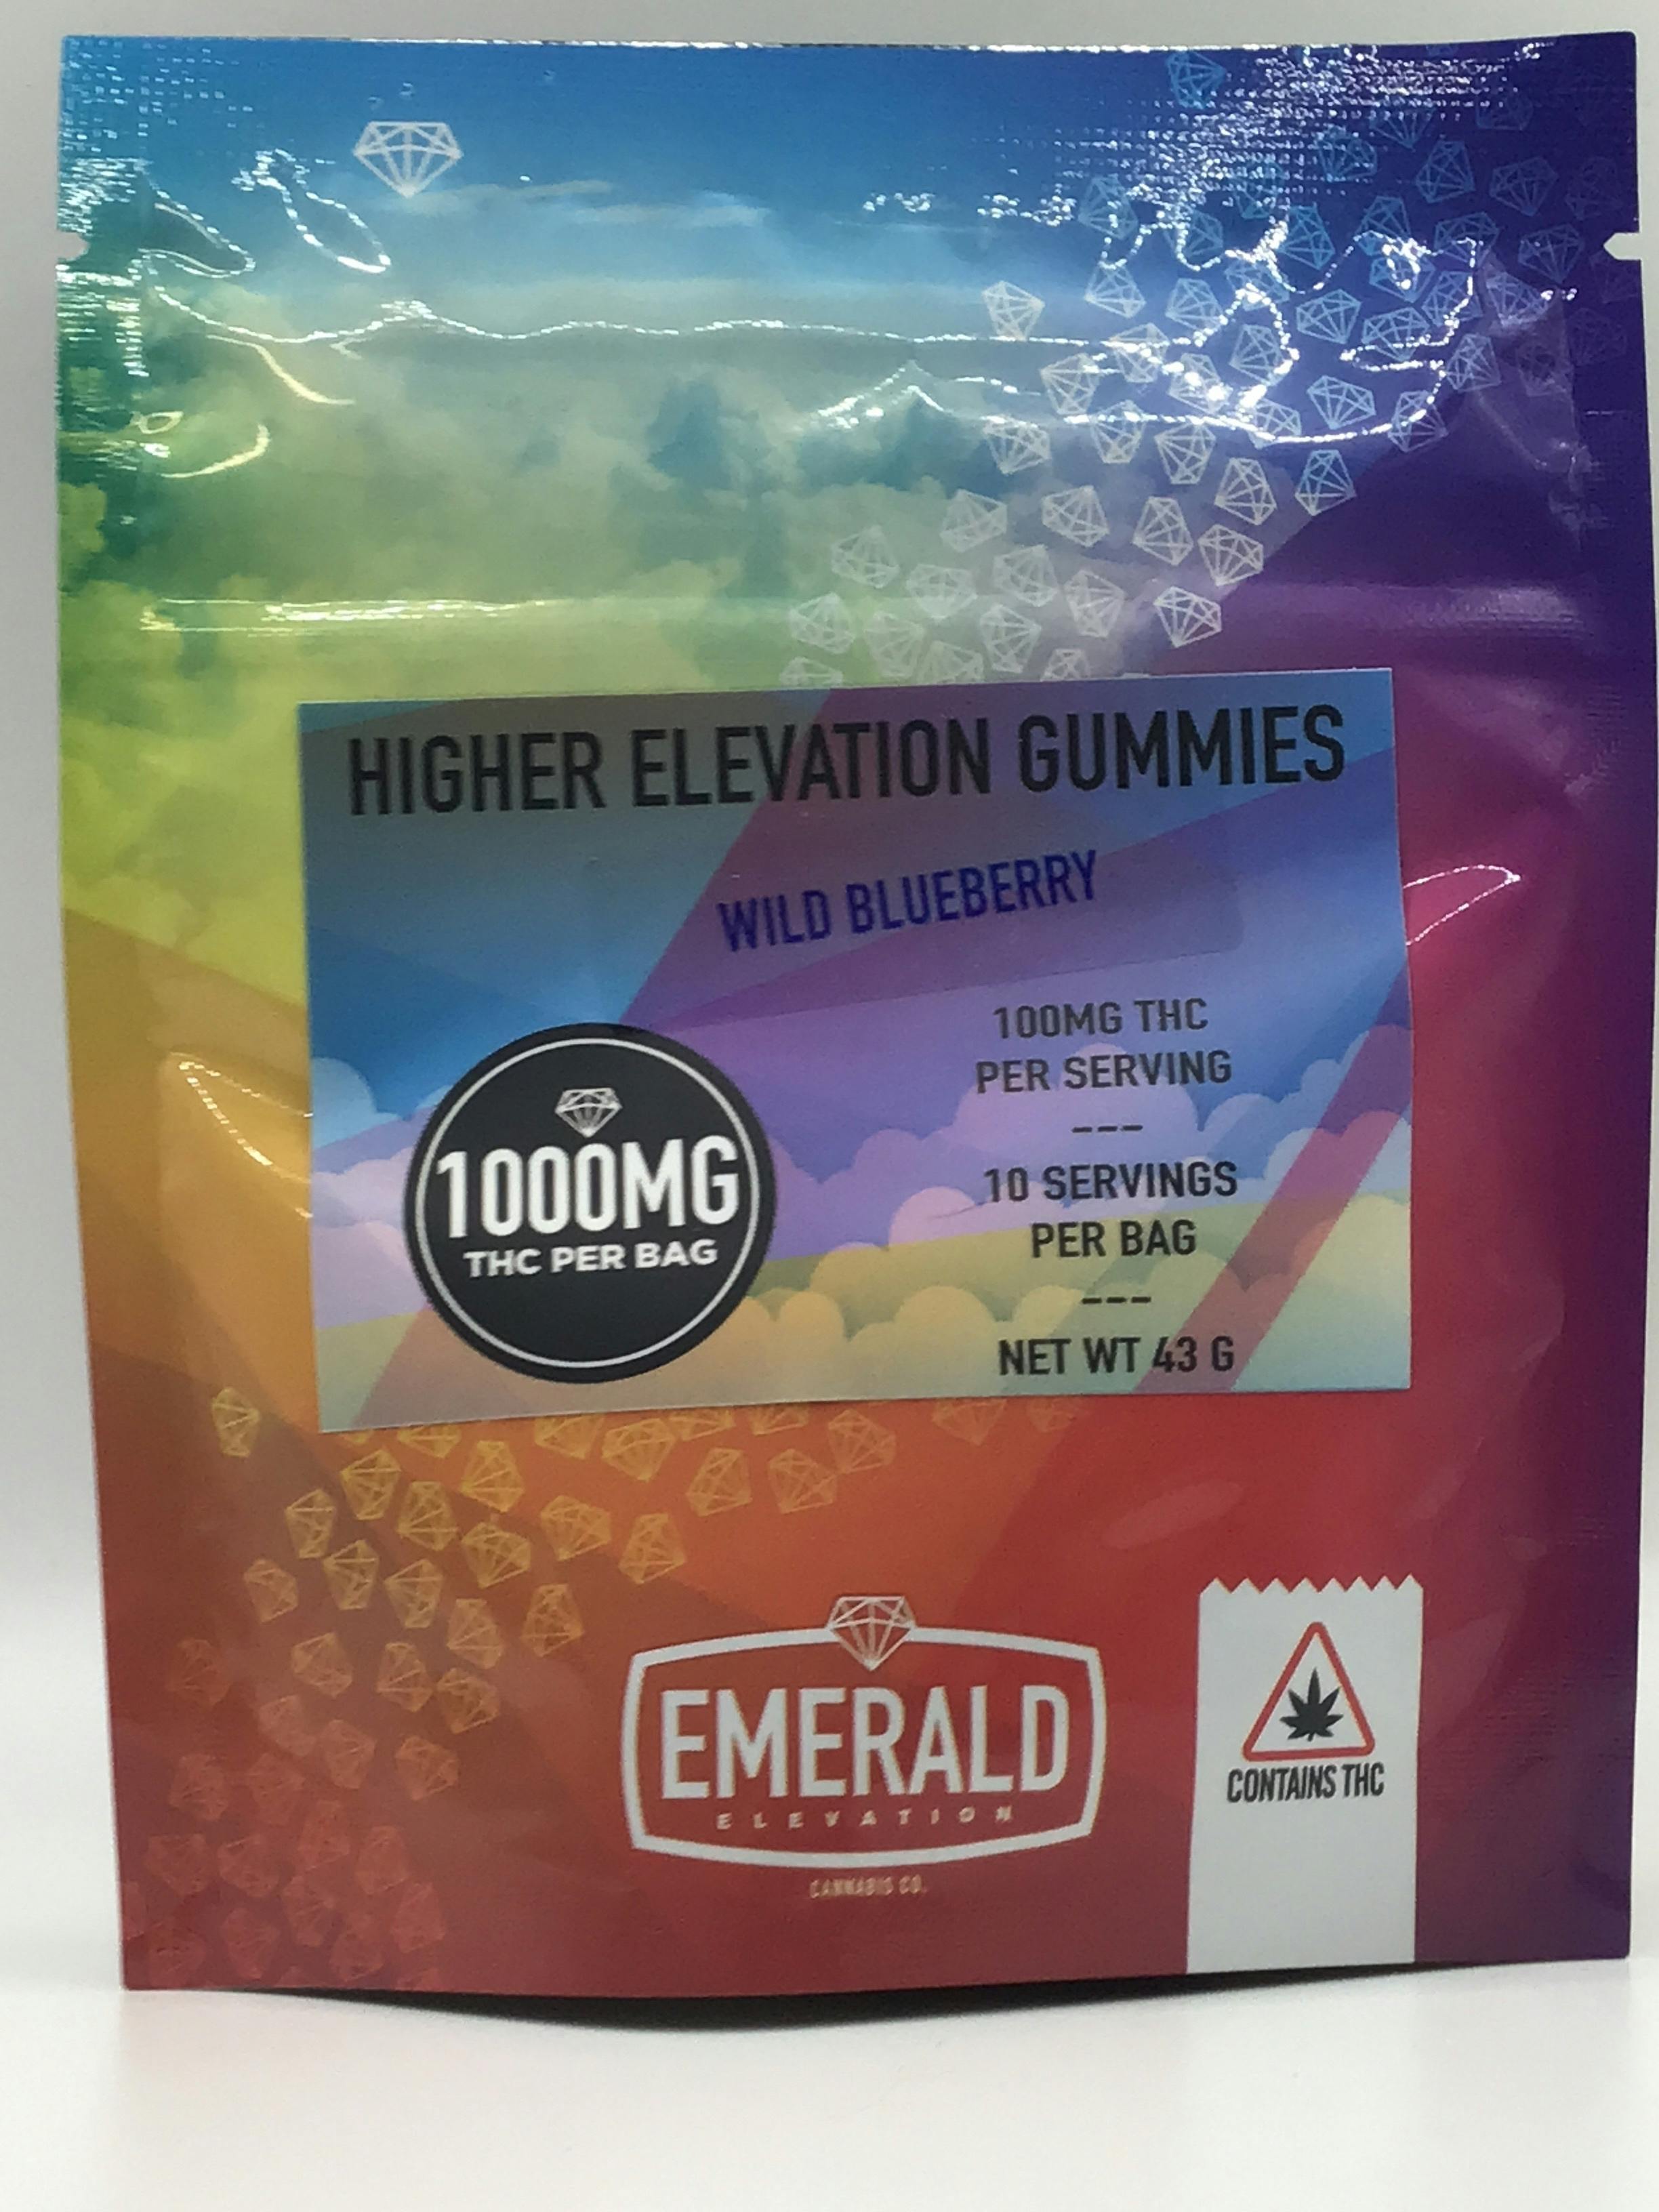 HIGHER ELEVATION GUMMIES
WILD BLUEBERRY
1000MG
THC PER BAG
100MG THC
PER SERVING
---
10 SERVINGS
PER BAG
---
NET WT 43 G
EMERALD
ELEVATION
CANNABIS CO.
CONTAINS THC